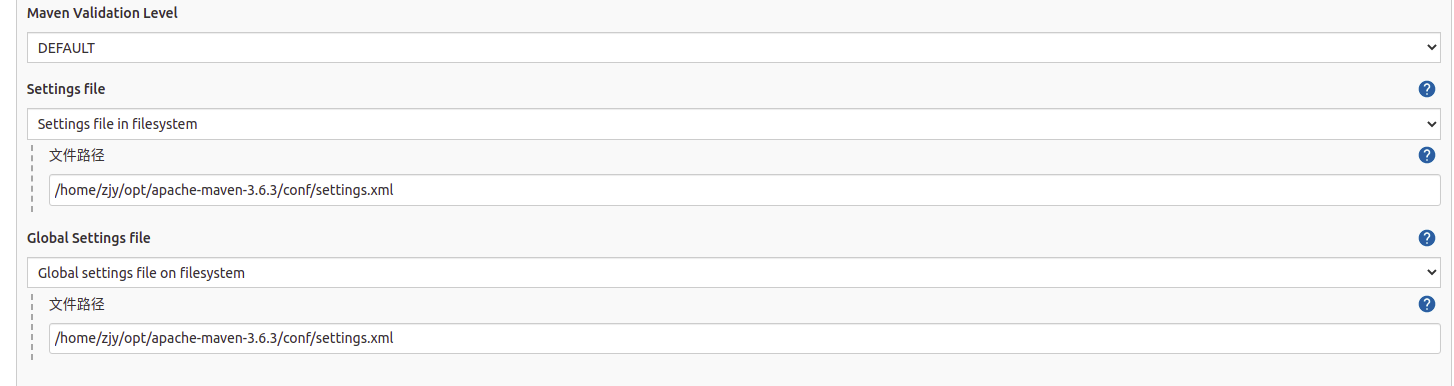 Maven Validation Level
DEFAULT
Settings file
Settings file in filesystem
文件路径
/home/zjy/opt/apache-maven-3.6.3/conf/settings.xml
Global Settings file
Global settings file on filesystem
文件路径
/home/zjy/opt/apache-maven-3.6.3/conf/settings.xml